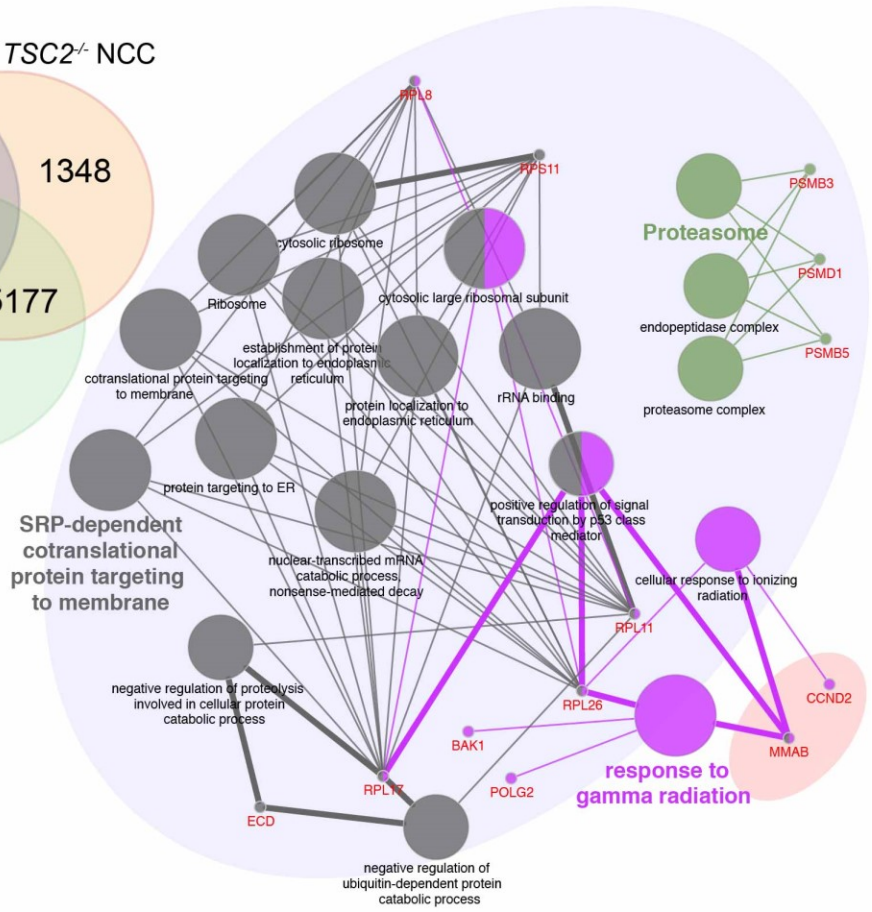 TSC2-/- NCC
1348
5177
RPL8
RPS11
cytosolic ribosome
Ribosome
cytosolic large ribosomal subunit
establishment of protein
localization to endoplasmic
reticulum
cotranslational protein targeting
to membrane
protein localization to
endoplasmic reticulum
rRNA binding
Proteasome
PSMB3
PSMD1
endopeptidase complex
PSMB5
proteasome complex
protein targeting to ER
SRP-dependent
cotranslational
protein targeting
to membrane
positive regulation of signal
transduction by p53 class
mediator
nuclear-transcribed mRNA
catabolic process,
nonsense-mediated decay
cellular response to ionizing
radiation
RPL11
negative regulation of proteolysis
involved in cellular protein
catabolic process
RPL26
CCND2
BAK1
MMAB
response to
gamma radiation
POLG2
RPL17
ECD
negative regulation of
ubiquitin-dependent protein
catabolic process